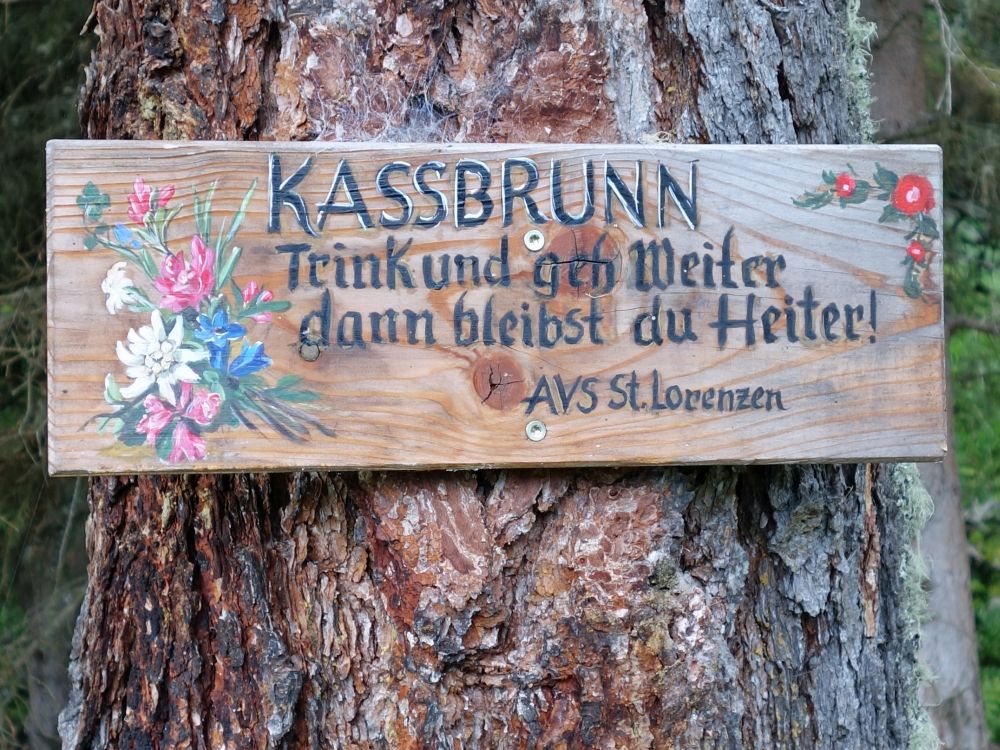 KASSBRUNN
Trink und geh Weiter
dann bleibst du Heiter!
AVS St. Lorenzen